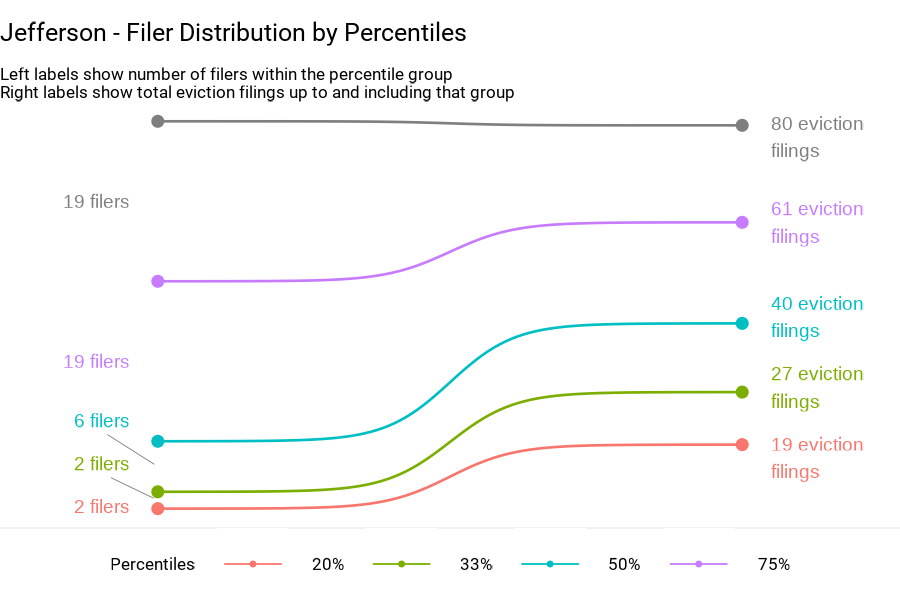 Jefferson - Filer Distribution by Percentiles
Left labels show number of filers within the percentile group
Right labels show total eviction filings up to and including that group
80 eviction
filings
19 filers
61 eviction
filings
40 eviction
filings
19 filers
27 eviction
filings
6 filers
19 eviction
filings
2 filers
2 filers
Percentiles 20% 33% 50% 75%